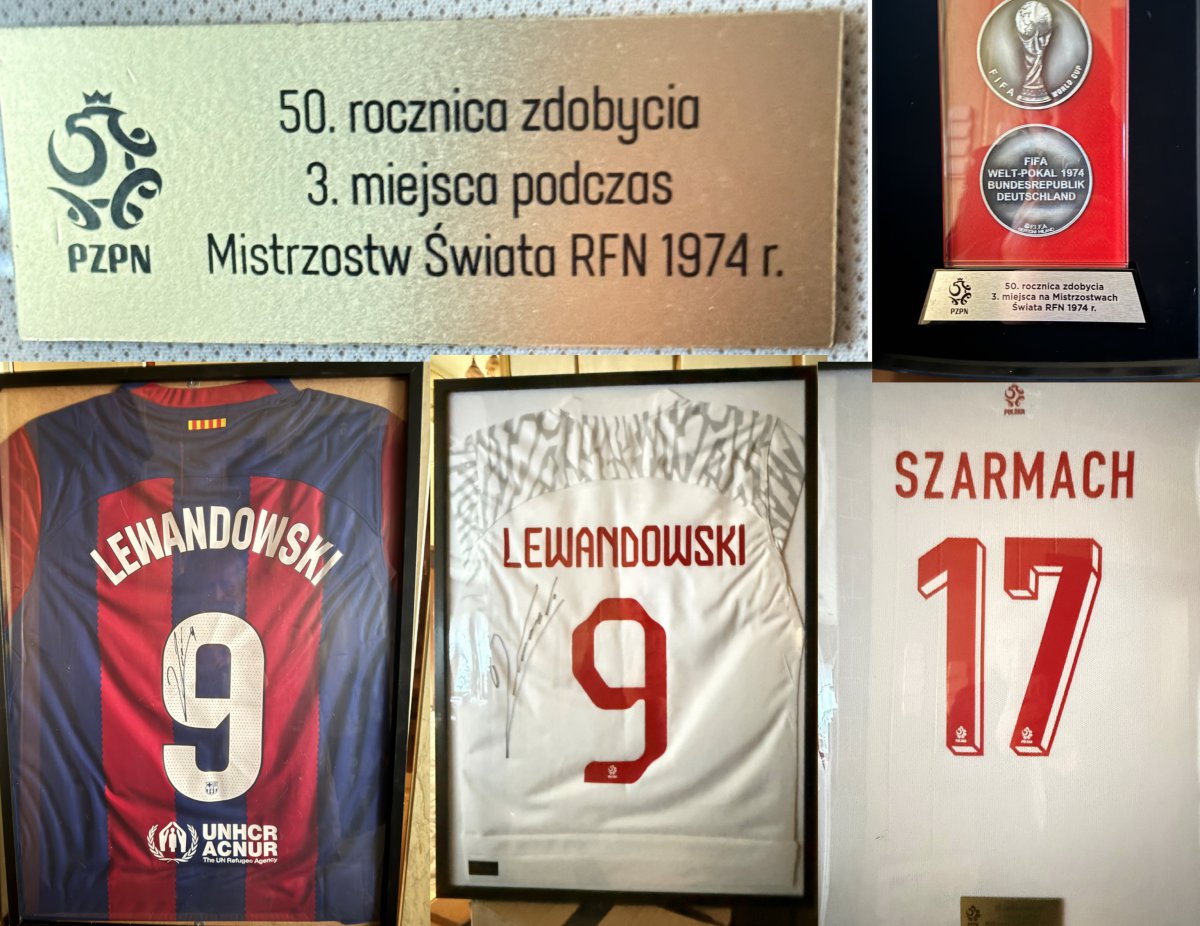 PZPN
50. rocznica zdobycia
3. miejsca podczas
Mistrzostw Świata RFN 1974 r.
FIFA WORLD CUP
FIFA
WELT-POKAL 1974
BUNDESREPUBLIK
DEUTSCHLAND
PZPN
50. rocznica zdobycia
3. miejsca na Mistrzostwach
Świata RFN 1974 r.
LEWANDOWSKI
9
UNHCR
ACNUR
The UN Refugee Agency
LEWANDOWSKI
9
POLSKA
SZARMACH
17